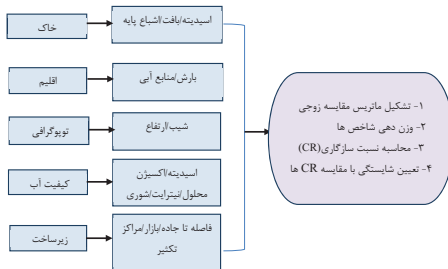 خاک
اسیدیته/بافت/اشباع پایه
اقلیم
بارش/منابع آبی
توپوگرافی
شیب/ارتفاع
کیفیت آب
اسیدیته/اکسیژن
محلول/نیترایت/شوری
زیرساخت
فاصله تا جاده/بازار/مراکز
تکثیر
۱- تشکیل ماتریس مقایسه زوجی
۲- وزن دهی شاخص ها
۳- محاسبه نسبت سازگاری(CR)
۴- تعیین شایستگی با مقایسه CR ها